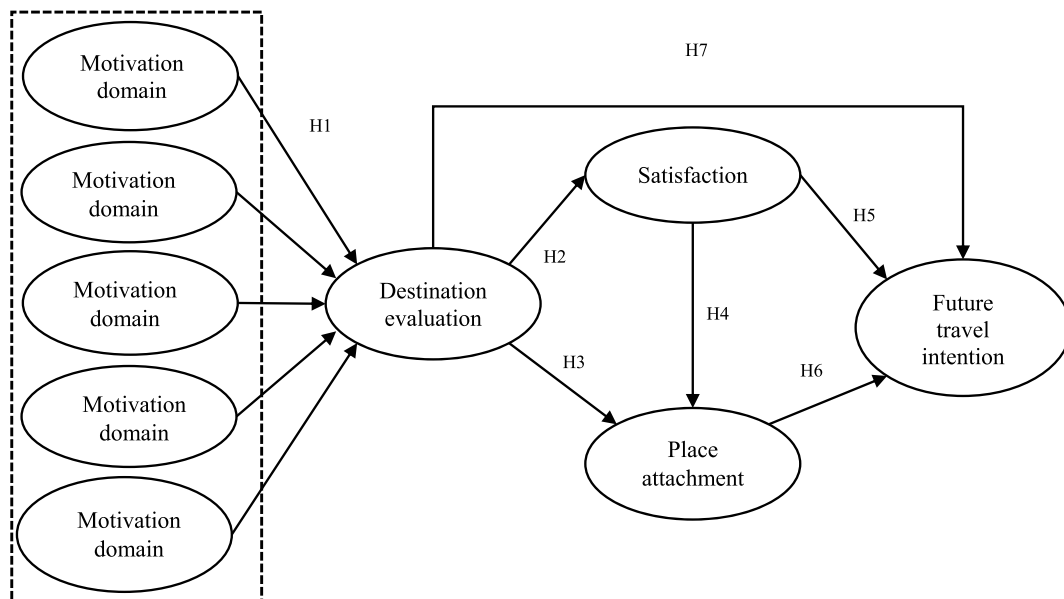 Motivation
domain
H1
Motivation
domain
Motivation
domain
Motivation
domain
Motivation
domain
Destination
evaluation
H7
H2
Satisfaction
H3
H4
H5
Place
attachment
H6
Future
travel
intention